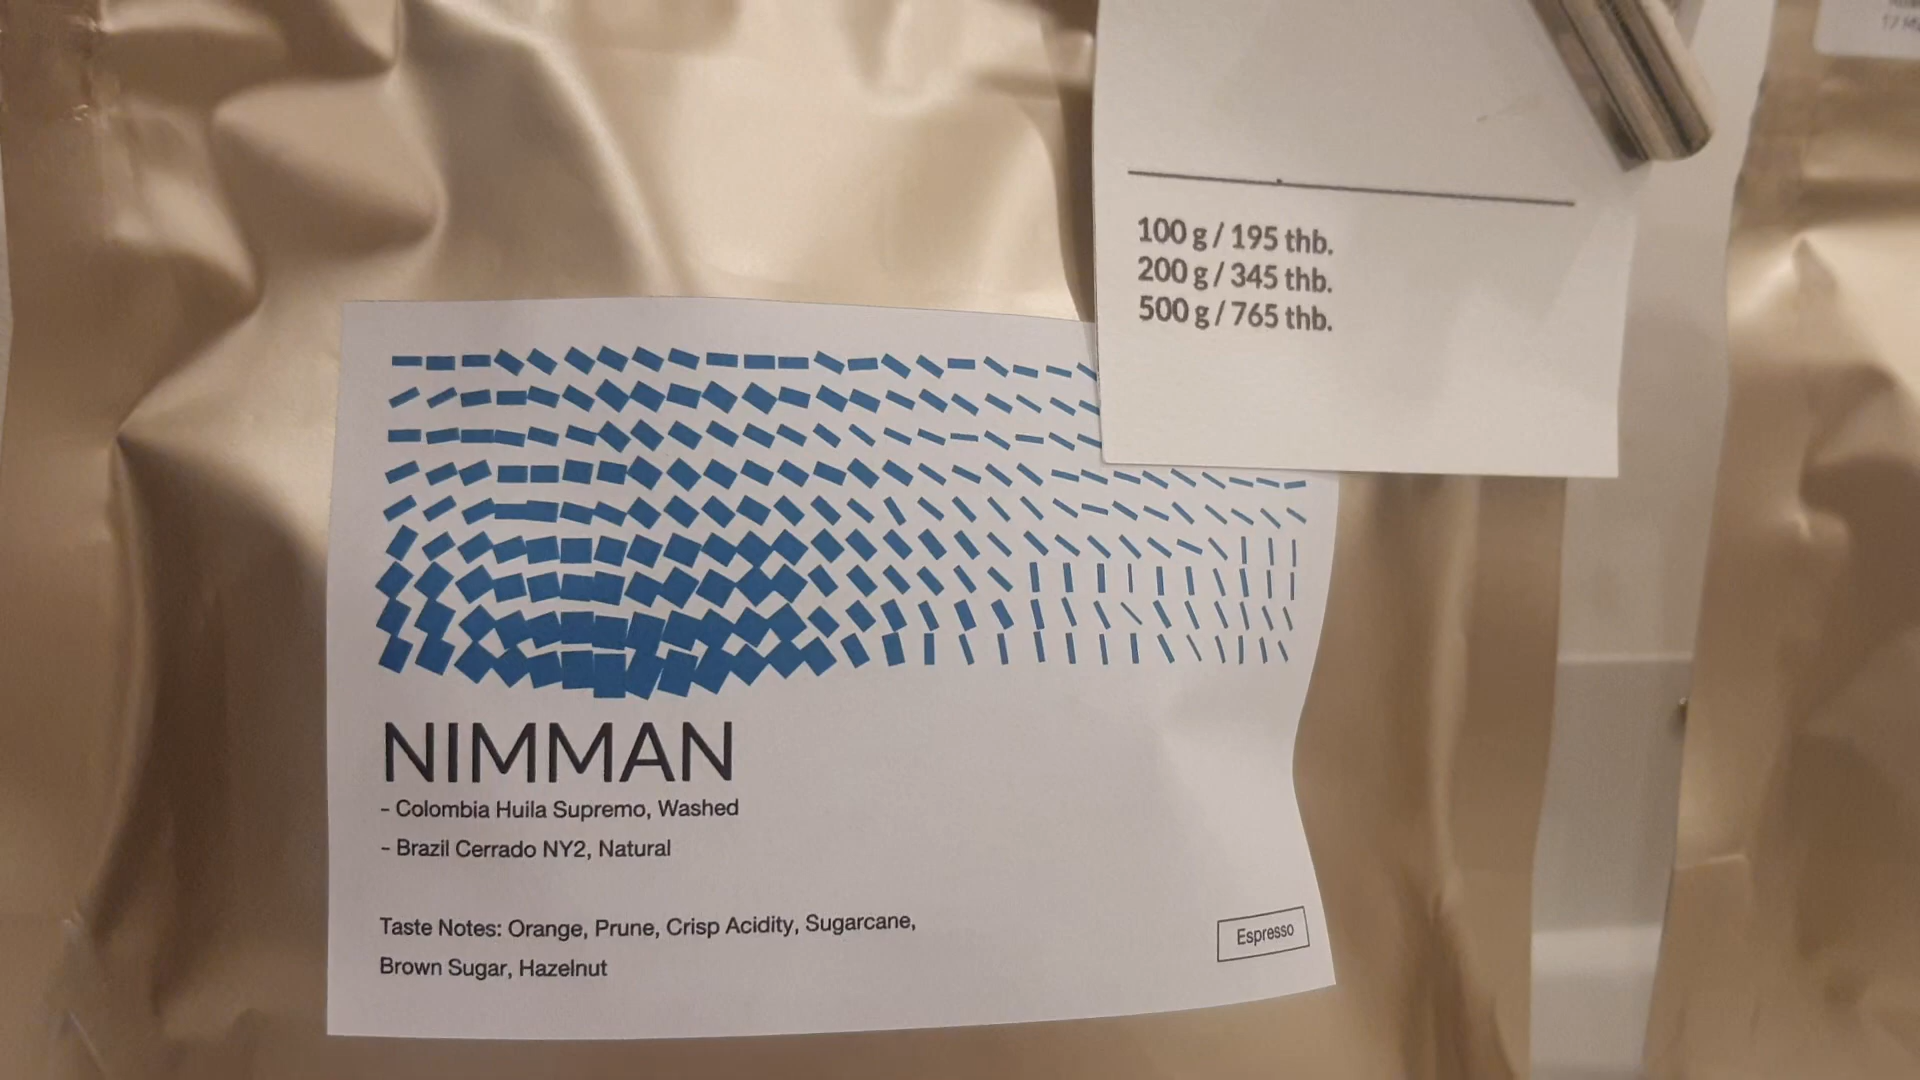 100 g / 195 thb.
200 g / 345 thb.
500 g / 765 thb.
NIMMAN
- Colombia Huila Supremo, Washed
- Brazil Cerrado NY2, Natural
Taste Notes: Orange, Prune, Crisp Acidity, Sugarcane,
Brown Sugar, Hazelnut
Espresso